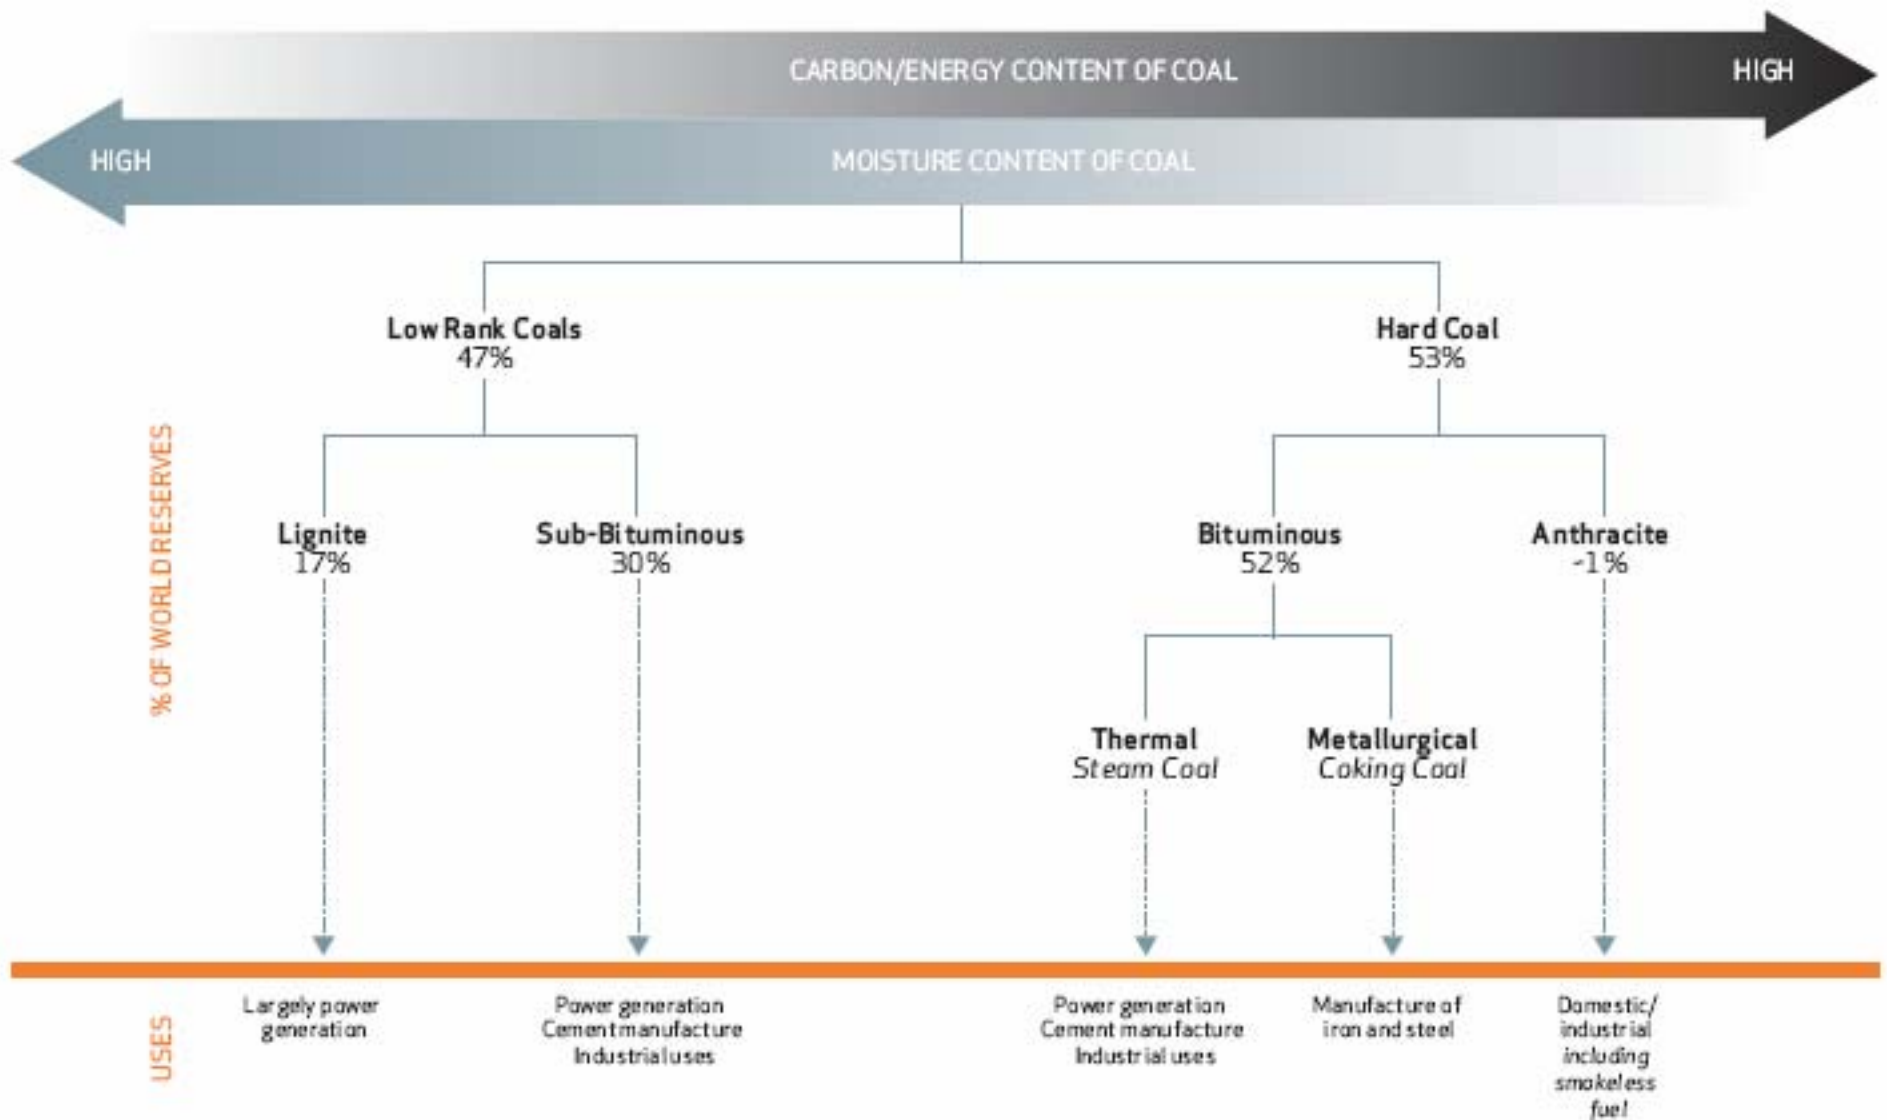 CARBON/ENERGY CONTENT OF COAL
HIGH
HIGH
MOISTURE CONTENT OF COAL
Low Rank Coals
47%
Hard Coal
53%
% OF WORLD RESERVES
Lignite
17%
Sub-Bituminous
30%
Bituminous
52%
Anthracite
~1%
Thermal
Steam Coal
Metallurgical
Coking Coal
USES
Largely power
generation
Power generation
Cement manufacture
Industrial uses
Power generation
Cement manufacture
Industrial uses
Manufacture of
iron and steel
Domestic/
industrial
including
smokeless
fuel